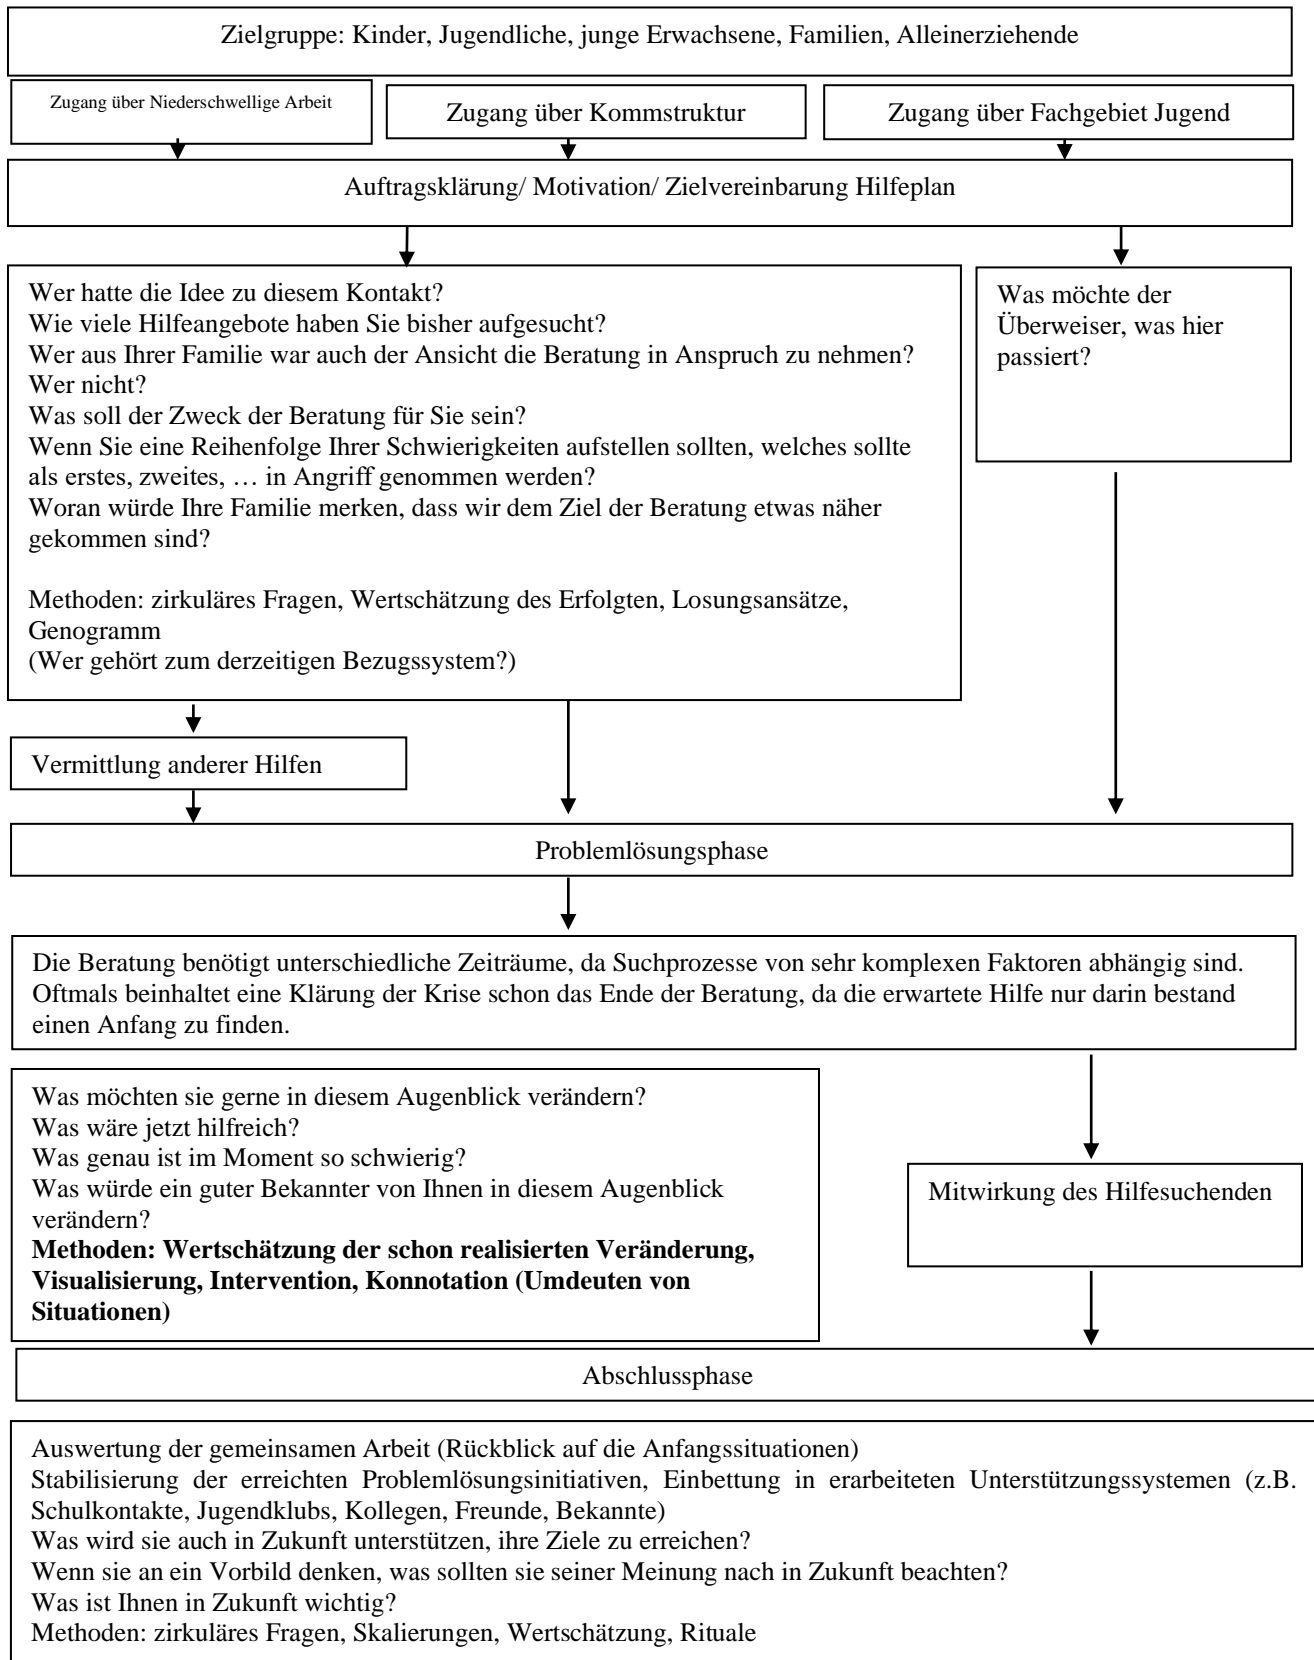 Zielgruppe: Kinder, Jugendliche, junge Erwachsene, Familien, Alleinerziehende
Zugang über Niederschwellige Arbeit
Zugang über Kommstruktur
Zugang über Fachgebiet Jugend
Auftragsklärung/ Motivation/ Zielvereinbarung Hilfeplan
Wer hatte die Idee zu diesem Kontakt?
Wie viele Hilfeangebote haben Sie bisher aufgesucht?
Wer aus Ihrer Familie war auch der Ansicht die Beratung in Anspruch zu nehmen?
Wer nicht?
Was soll der Zweck der Beratung für Sie sein?
Wenn Sie eine Reihenfolge Ihrer Schwierigkeiten aufstellen sollten, welches sollte
als erstes, zweites, … in Angriff genommen werden?
Woran würde Ihre Familie merken, dass wir dem Ziel der Beratung etwas näher
gekommen sind?
Methoden: zirkuläres Fragen, Wertschätzung des Erfolgten, Losungsansätze,
Genogramm
(Wer gehört zum derzeitigen Bezugssystem?)
Was möchte der
Überweiser, was hier
passiert?
Vermittlung anderer Hilfen
Problemlösungsphase
Die Beratung benötigt unterschiedliche Zeiträume, da Suchprozesse von sehr komplexen Faktoren abhängig sind.
Oftmals beinhaltet eine Klärung der Krise schon das Ende der Beratung, da die erwartete Hilfe nur darin bestand
einen Anfang zu finden.
Was möchten sie gerne in diesem Augenblick verändern?
Was wäre jetzt hilfreich?
Was genau ist im Moment so schwierig?
Was würde ein guter Bekannter von Ihnen in diesem Augenblick
verändern?
Methoden: Wertschätzung der schon realisierten Veränderung,
Visualisierung, Intervention, Konnotation (Umdeuten von
Situationen)
Mitwirkung des Hilfesuchenden
Abschlussphase
Auswertung der gemeinsamen Arbeit (Rückblick auf die Anfangssituationen)
Stabilisierung der erreichten Problemlösungsinitiativen, Einbettung in erarbeiteten Unterstützungssystemen (z.B.
Schulkontakte, Jugendklubs, Kollegen, Freunde, Bekannte)
Was wird sie auch in Zukunft unterstützen, ihre Ziele zu erreichen?
Wenn sie an ein Vorbild denken, was sollten sie seiner Meinung nach in Zukunft beachten?
Was ist Ihnen in Zukunft wichtig?
Methoden: zirkuläres Fragen, Skalierungen, Wertschätzung, Rituale